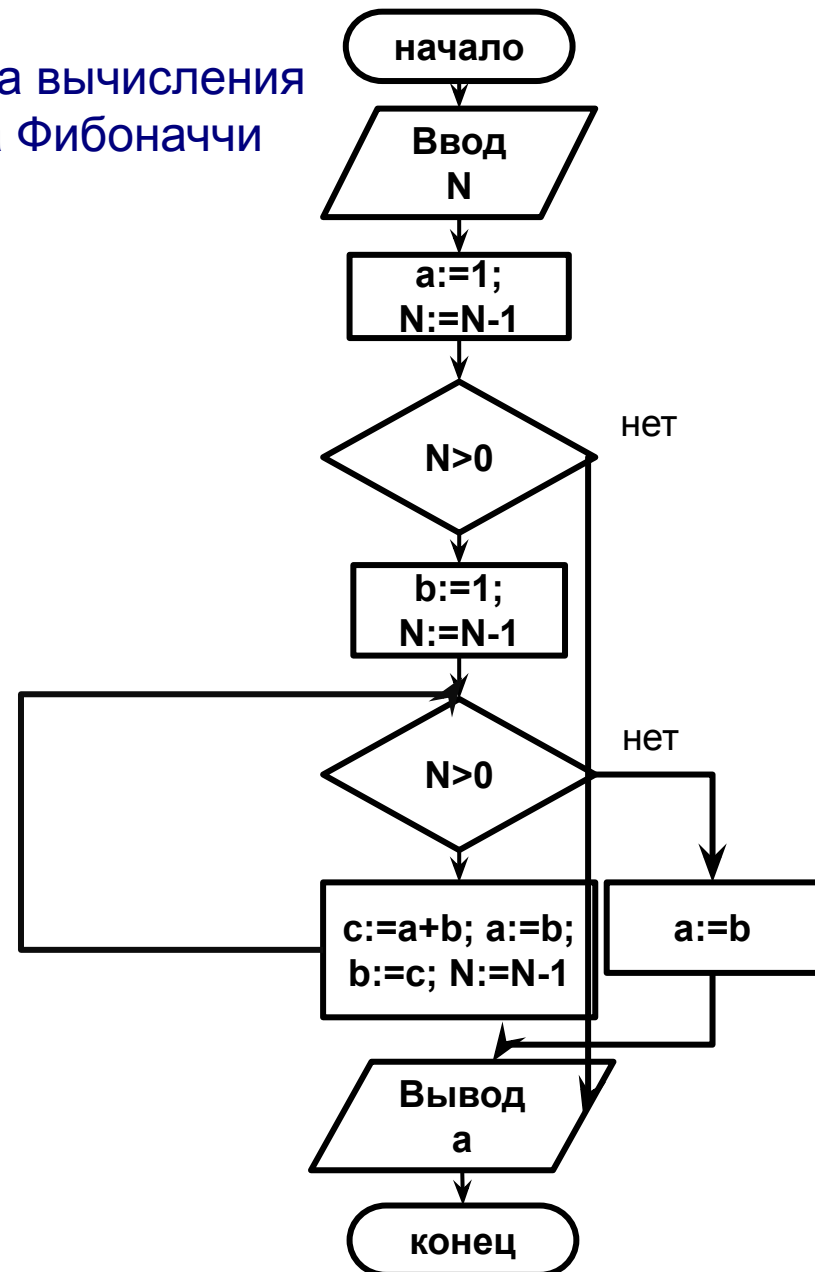 а вычисления
Фибоначчи
начало
Ввод
N
a:=1;
N:=N-1
N>0
нет
b:=1;
N:=N-1
N>0
нет
c:=a+b; a:=b;
b:=c; N:=N-1
a:=b
Вывод
a
конец